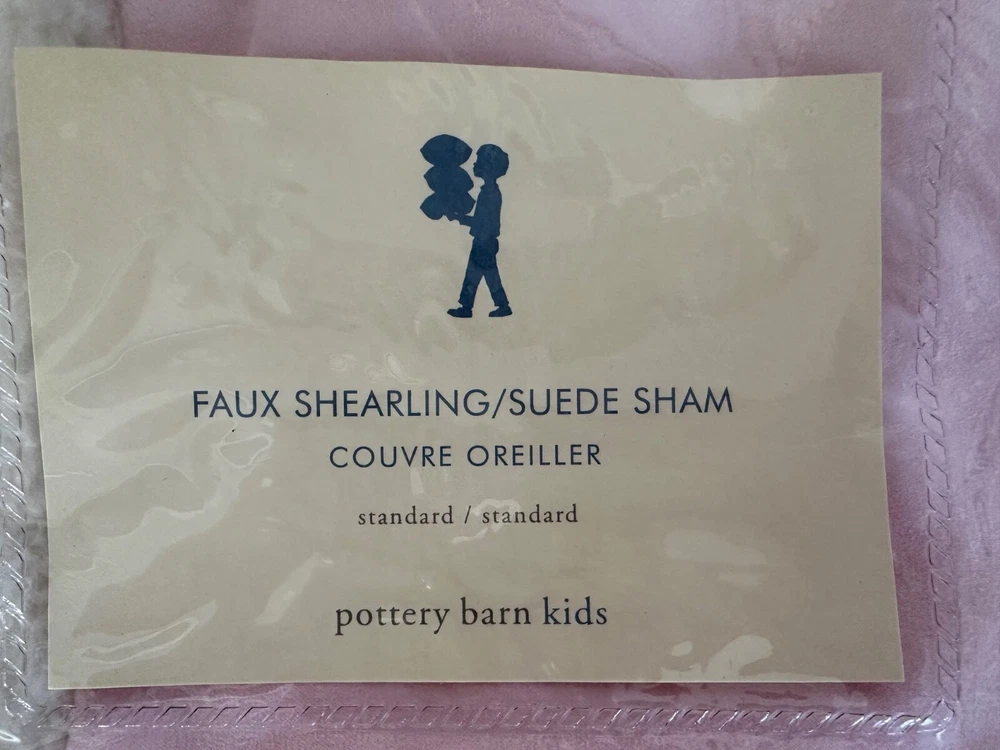 FAUX SHEARLING/SUEDE SHAM
COUVRE OREILLER
standard / standard
pottery barn kids